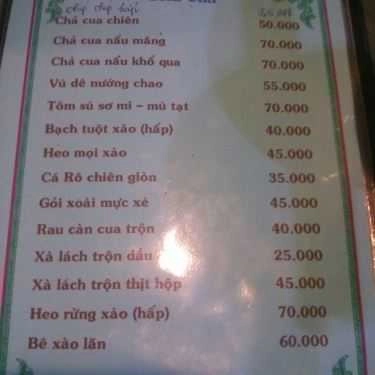 Chả cua chiên 50.000
Chả cua nấu măng 70.000
Chả cua nấu khổ qua 70.000
Vú dê nướng chao 55.000
Tôm sú sơ mi – mù tạt 70.000
Bạch tuột xào (hấp) 40.000
Heo mọi xào 45.000
Cá Rô chiên giòn 35.000
Gỏi xoài mực xé 45.000
Rau càn cua trộn 40.000
Xà lách trộn dầu 25.000
Xà lách trộn thịt hộp 45.000
Heo rừng xào (hấp) 70.000
Bê xào lăn 60.000